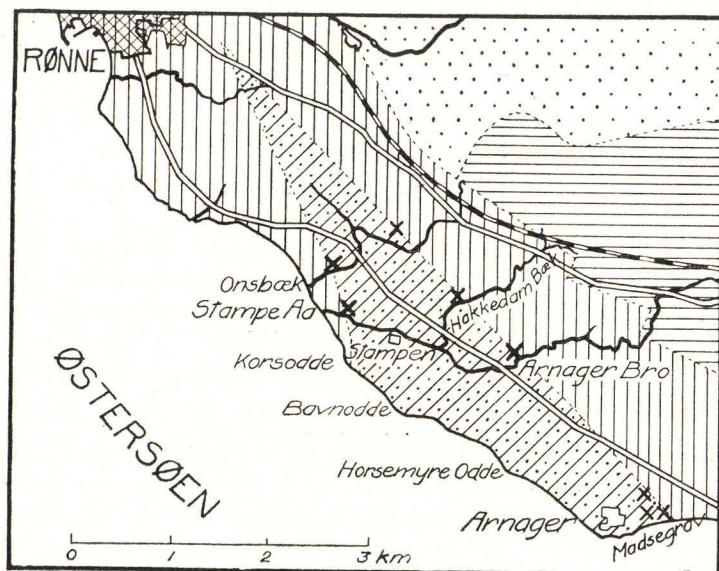 RØNNE
Onsbæk
Stampe Aa
Hakkedam Bæk
Stampen
Korsodde
Arnager Bro
Bavnodde
ØSTERSØEN
Horsemyre Odde
Arnager
Madsegrav
0 1 2 3 km